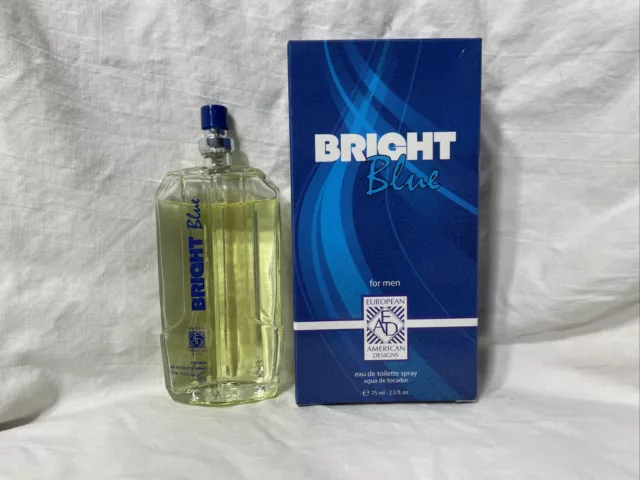 BRIGHT
Blue
for men
EUROPEAN
EAD
AMERICAN
DESIGNS
eau de toilette spray
agua de tocador
℮ 75 ml - 2.5 fl. oz.
BRIGHT Blue